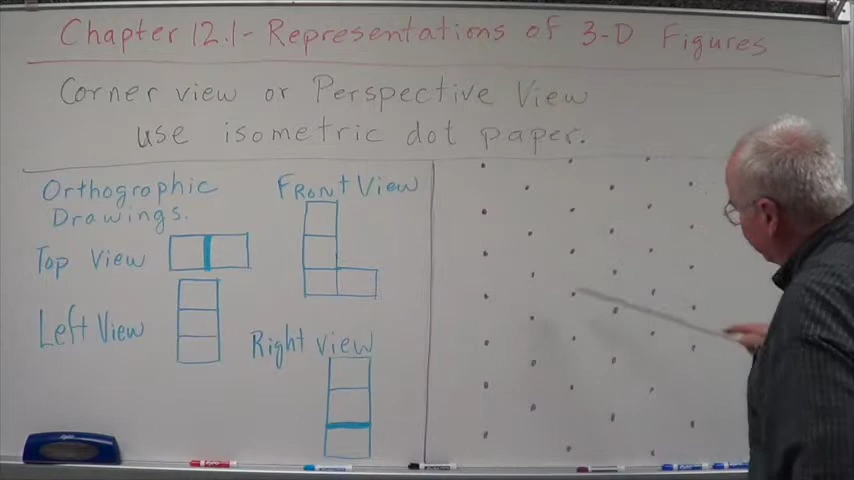 Chapter 12.1 - Representations of 3-D Figures
Corner view or Perspective View
use isometric dot paper.
Orthographic
Drawings.
Front View
Top View
Left View
Right view